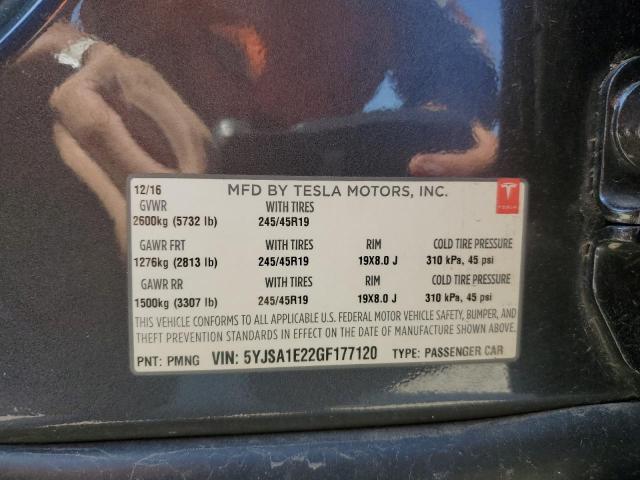 12/16 MFD BY TESLA MOTORS, INC.
GVWR WITH TIRES
2600kg (5732 lb) 245/45R19
TESLA
GAWR FRT WITH TIRES RIM COLD TIRE PRESSURE
1276kg (2813 lb) 245/45R19 19X8.0 J 310 kPa, 45 psi
GAWR RR WITH TIRES RIM COLD TIRE PRESSURE
1500kg (3307 lb) 245/45R19 19X8.0 J 310 kPa, 45 psi
THIS VEHICLE CONFORMS TO ALL APPLICABLE U.S. FEDERAL MOTOR VEHICLE SAFETY, BUMPER, AND
THEFT PREVENTION STANDARDS IN EFFECT ON THE DATE OF MANUFACTURE SHOWN ABOVE.
PNT: PMNG VIN: 5YJSA1E22GF177120 TYPE: PASSENGER CAR